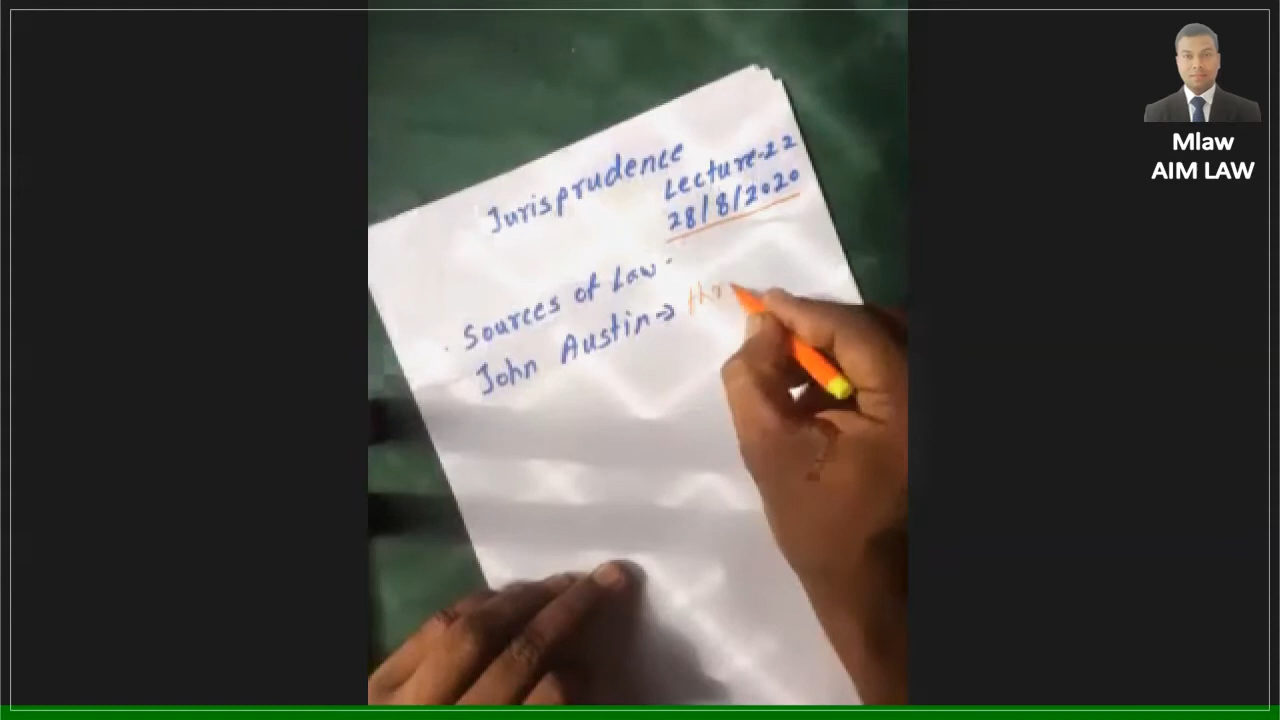 Jurisprudence
Lecture-22
28/8/2020
Sources of Law.
John Austin→
Mlaw
AIM LAW